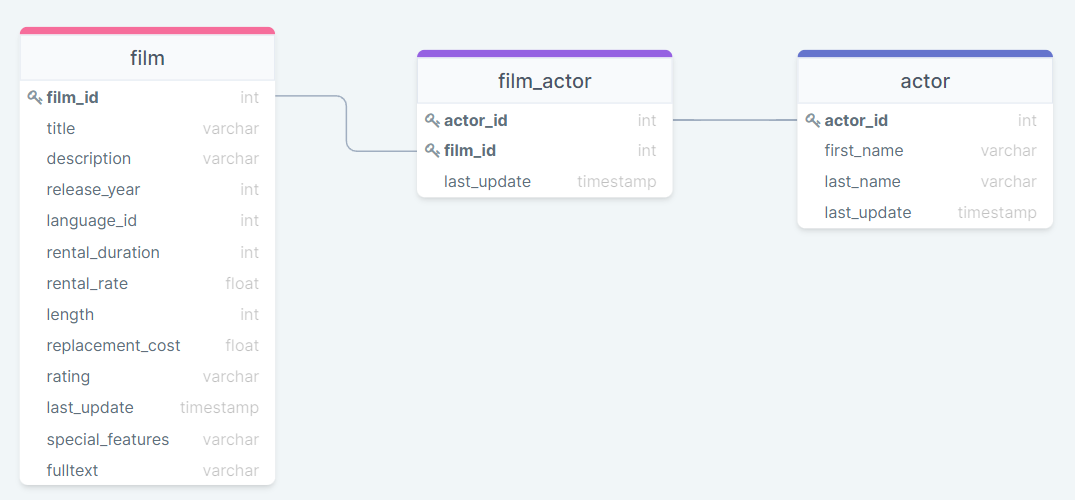 film
film_id int
title varchar
description varchar
release_year int
language_id int
rental_duration int
rental_rate float
length int
replacement_cost float
rating varchar
last_update timestamp
special_features varchar
fulltext varchar
film_actor
actor_id int
film_id int
last_update timestamp
actor
actor_id int
first_name varchar
last_name varchar
last_update timestamp